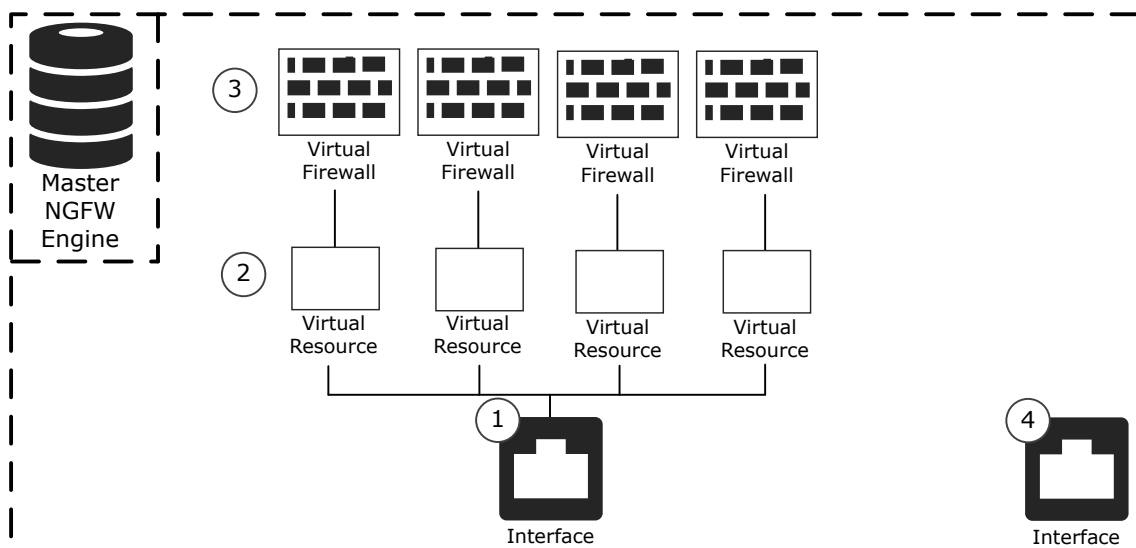 Master
NGFW
Engine
3
Virtual
Firewall
Virtual
Firewall
Virtual
Firewall
Virtual
Firewall
2
Virtual
Resource
Virtual
Resource
Virtual
Resource
Virtual
Resource
1
Interface
4
Interface